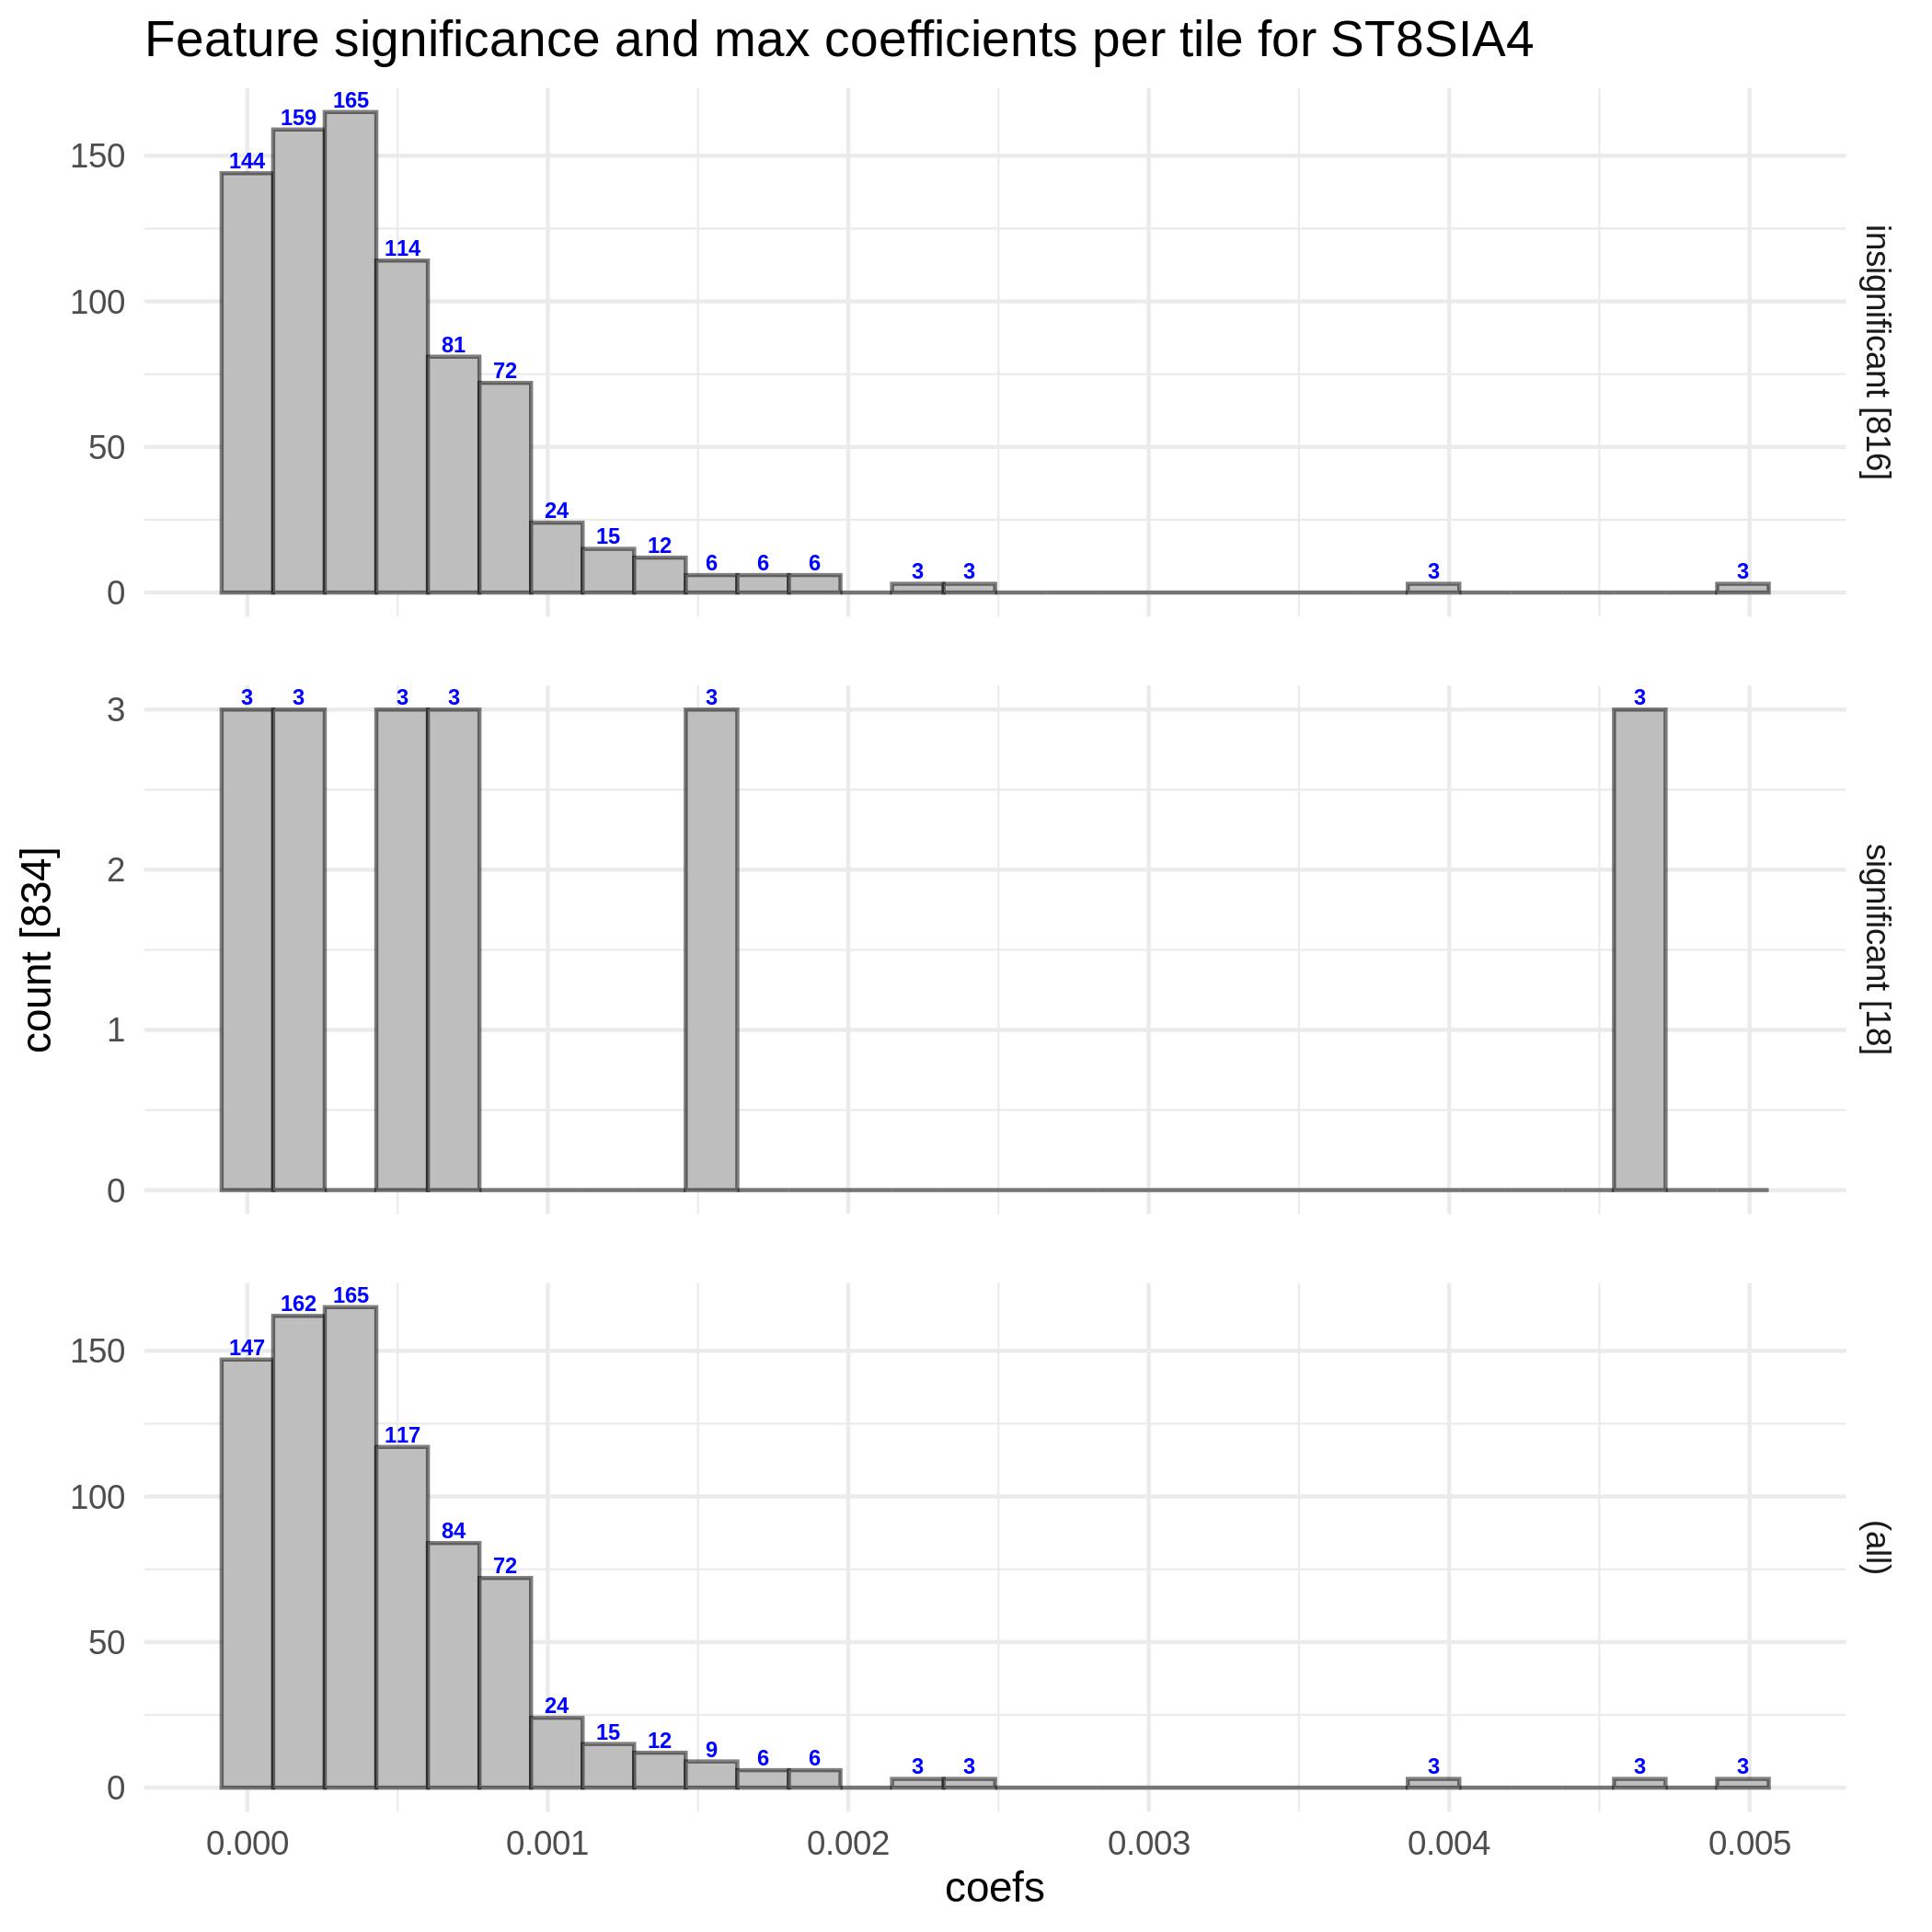 Feature significance and max coefficients per tile for ST8SIA4
144 159 165 114 81 72 24 15 12 6 6 6 3 3 3 3
150
100
50
0
insignificant [816]
3 3 3 3 3 3
3
2
1
0
significant [18]
count [834]
147 162 165 117 84 72 24 15 12 9 6 6 3 3 3 3 3
150
100
50
0
(all)
0.000 0.001 0.002 0.003 0.004 0.005
coefs